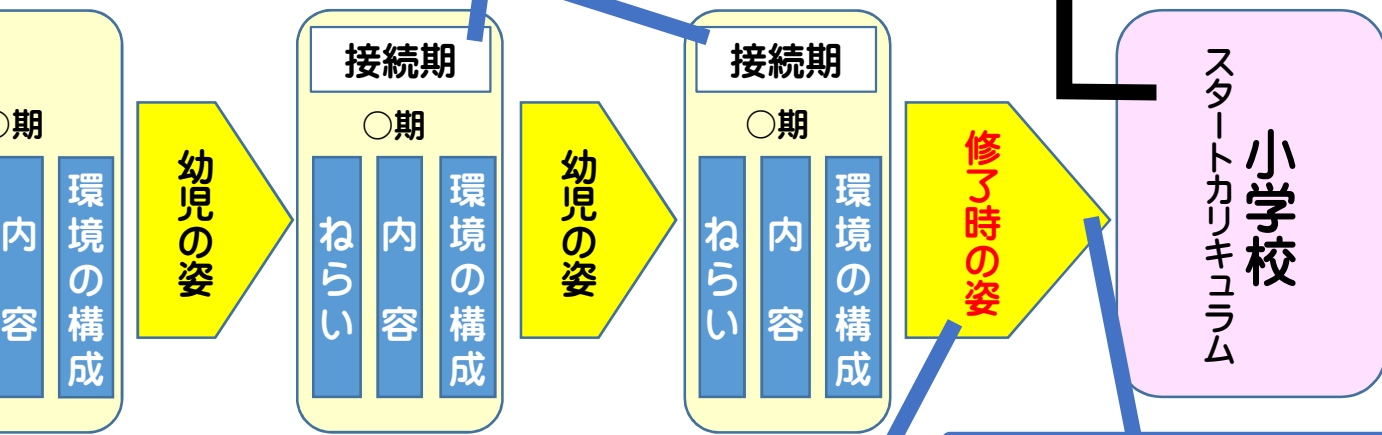 ○期
内容
環境の構成
幼児の姿
接続期
○期
ねらい
内容
環境の構成
幼児の姿
接続期
○期
ねらい
内容
環境の構成
修了時の姿
小学校
スタートカリキュラム